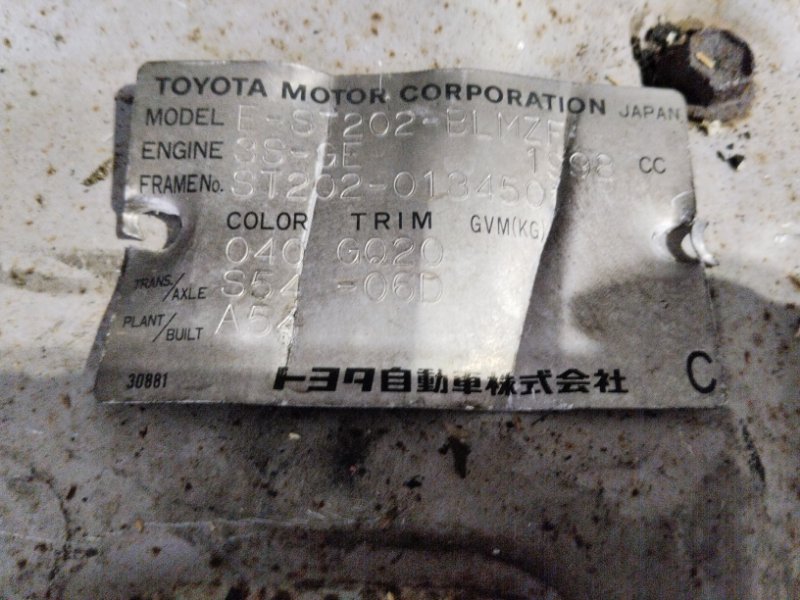 TOYOTA MOTOR CORPORATION JAPAN
MODEL E-ST202-BLMZF
ENGINE 3S-GE 1998 CC
FRAME No. ST202-013450
COLOR TRIM GVM(KG)
040 GQ20
TRANS./AXLE S54 -06D
PLANT/BUILT A54
30881 トヨタ自動車株式会社 C